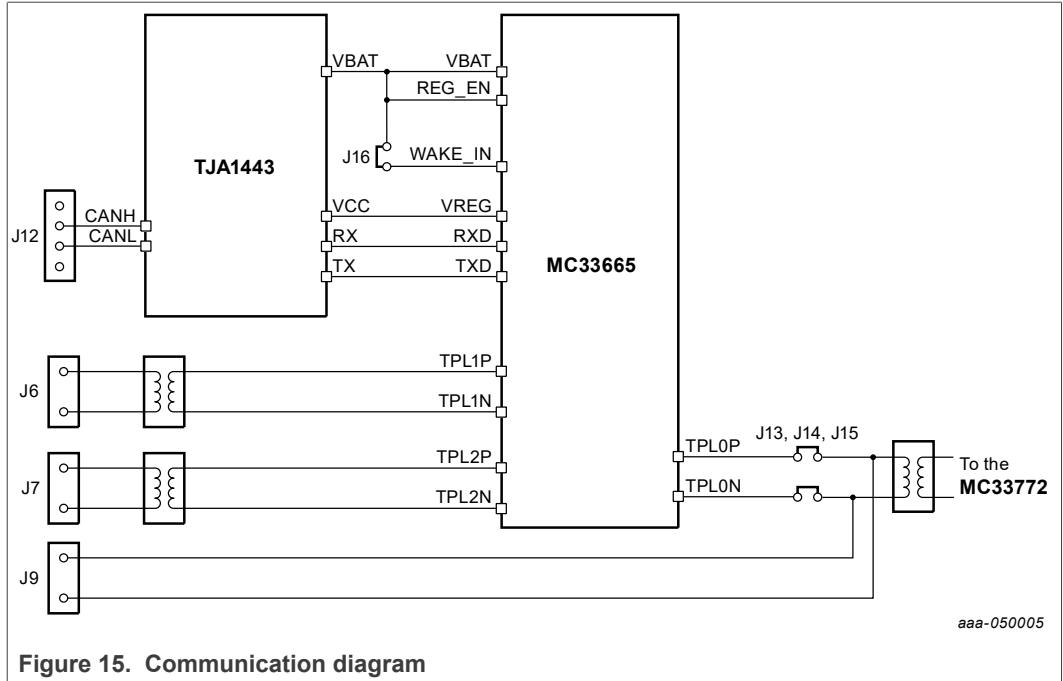 VBAT VBAT
REG_EN
J16 WAKE_IN
TJA1443
VCC VREG
J12 CANH
CANL
RX RXD
TX TXD
MC33665
J6
TPL1P
TPL1N
J7
TPL2P
TPL2N
J9
TPL0P
TPL0N
J13, J14, J15
To the
MC33772
aaa-050005
Figure 15. Communication diagram